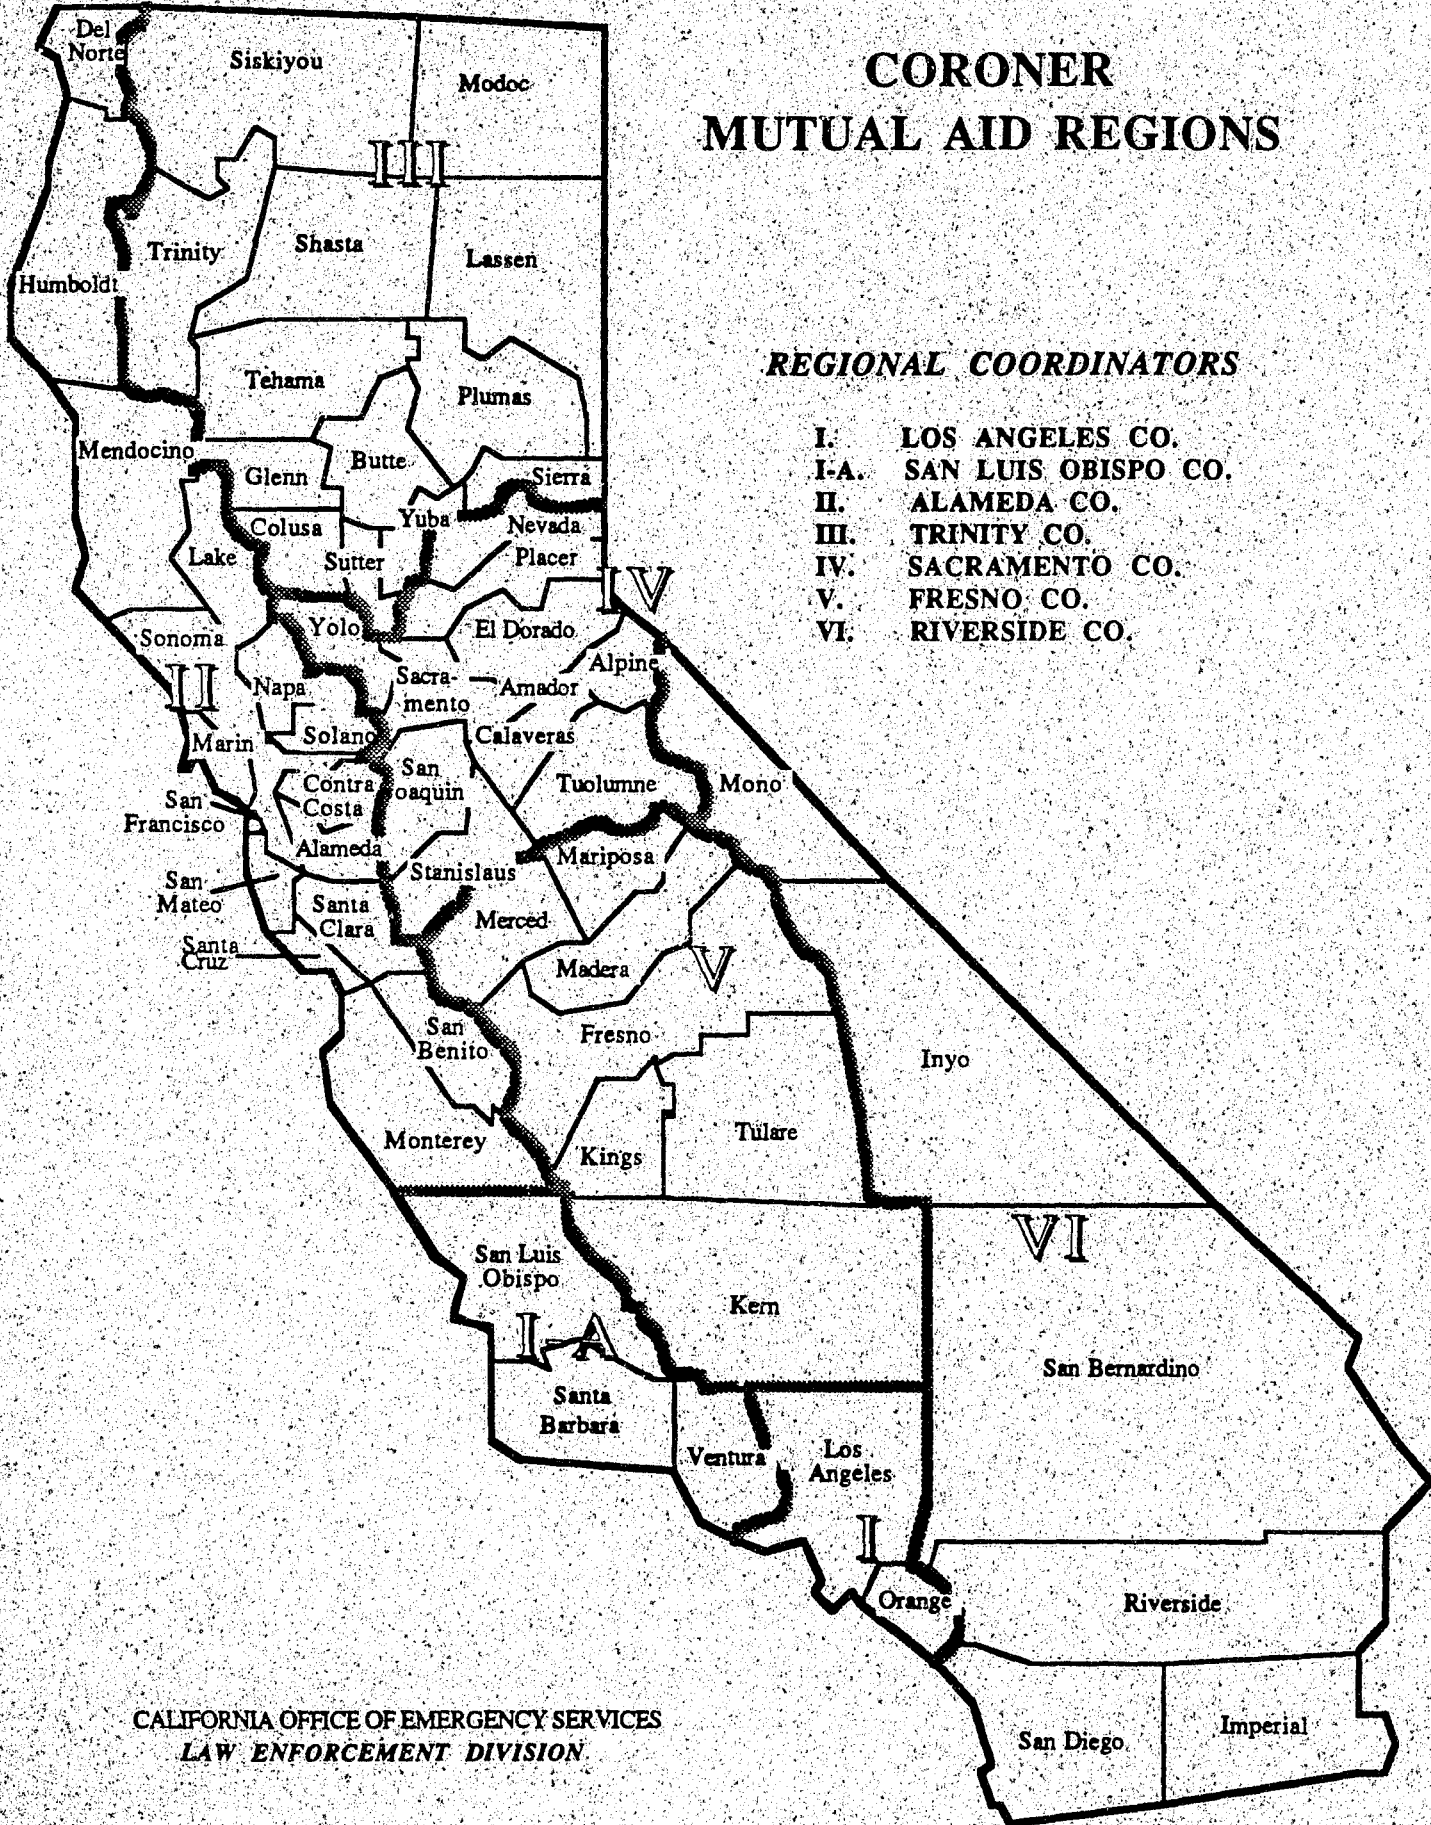 CORONER
MUTUAL AID REGIONS
REGIONAL COORDINATORS
I. LOS ANGELES CO.
I-A. SAN LUIS OBISPO CO.
II. ALAMEDA CO.
III. TRINITY CO.
IV. SACRAMENTO CO.
V. FRESNO CO.
VI. RIVERSIDE CO.
Del
Norte
Siskiyou
Modoc
III
Trinity
Shasta
Lassen
Humboldt
Tehama
Plumas
Mendocino
Glenn
Butte
Sierra
Colusa
Yuba
Nevada
Lake
Sutter
Placer
IV
Sonoma
Yolo
El Dorado
Alpine
II
Napa
Sacra-
mento
Amador
Marin
Solano
Calaveras
Contra
Costa
San
oaquin
Tuolumne
Mono
San
Francisco
Alameda
Stanislaus
Mariposa
San
Mateo
Santa
Clara
Merced
Santa
Cruz
Madera
V
San
Benito
Fresno
Inyo
Monterey
Kings
Tulare
VI
San Luis
Obispo
Kern
I-A
San Bernardino
Santa
Barbara
Ventura
Los
Angeles
I
Orange
Riverside
San Diego
Imperial
CALIFORNIA OFFICE OF EMERGENCY SERVICES
LAW ENFORCEMENT DIVISION